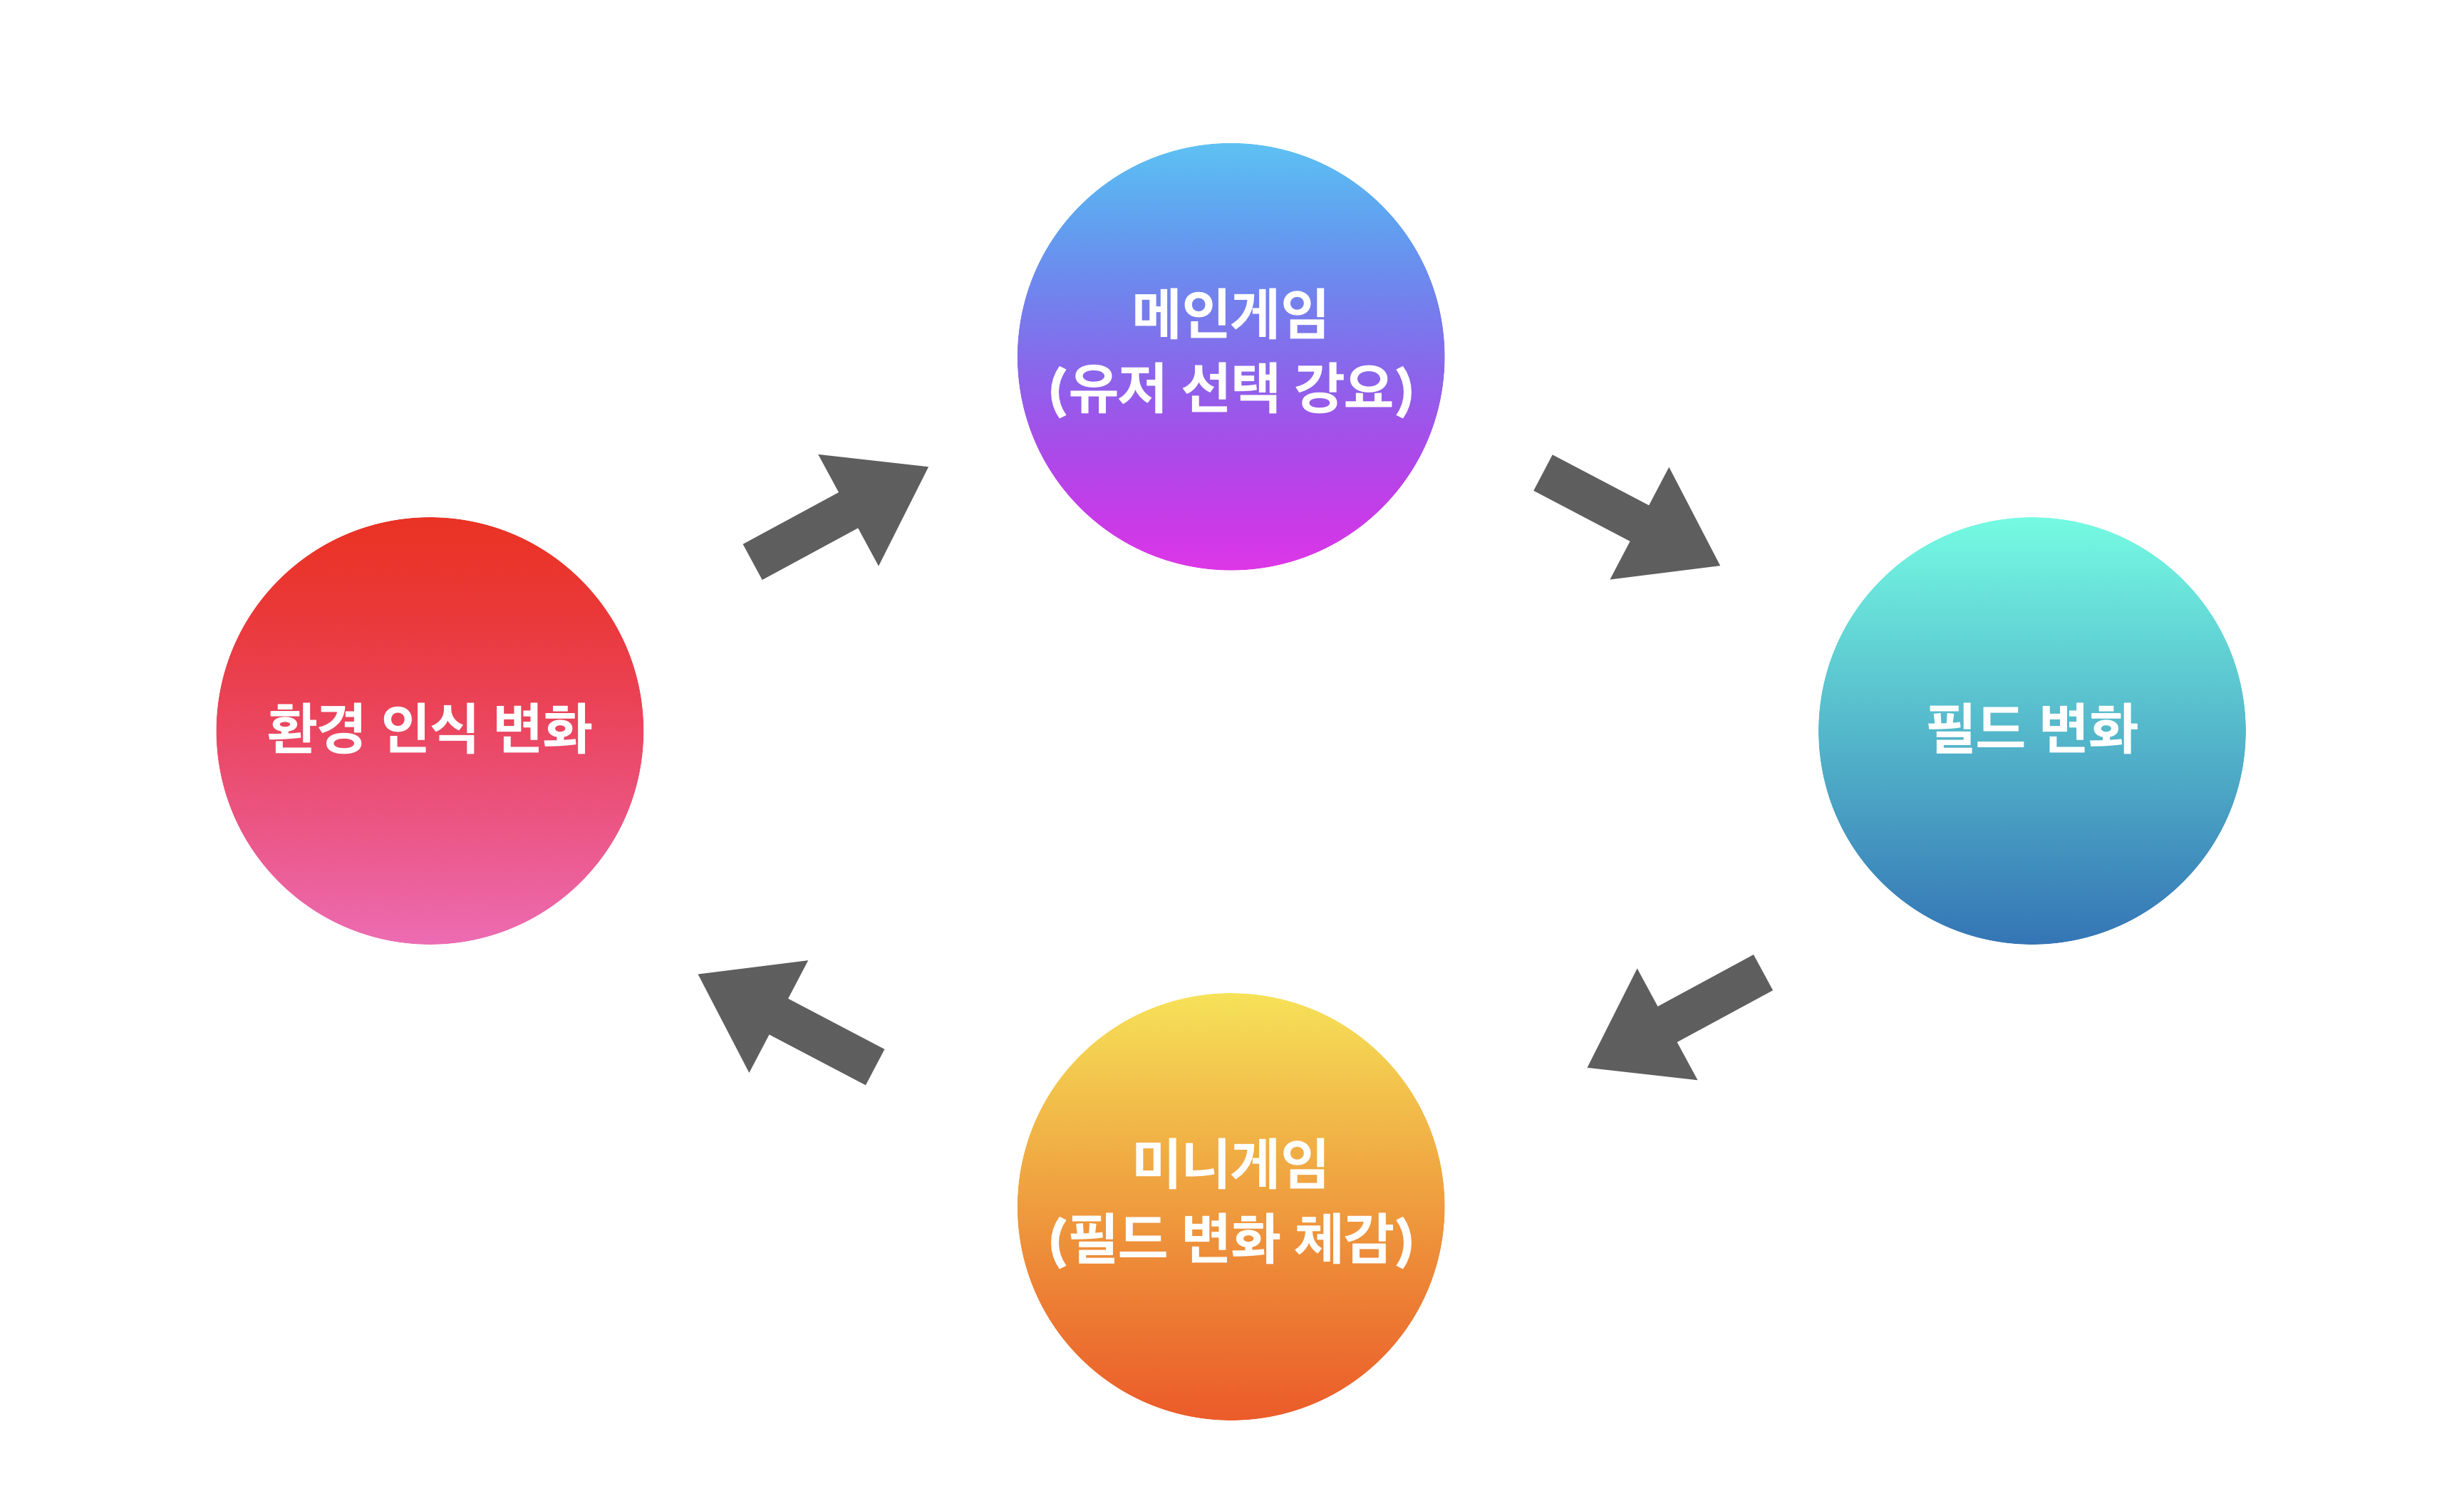 메인게임
(유저 선택 강요)
환경 인식 변화
필드 변화
미니게임
(필드 변화 체감)